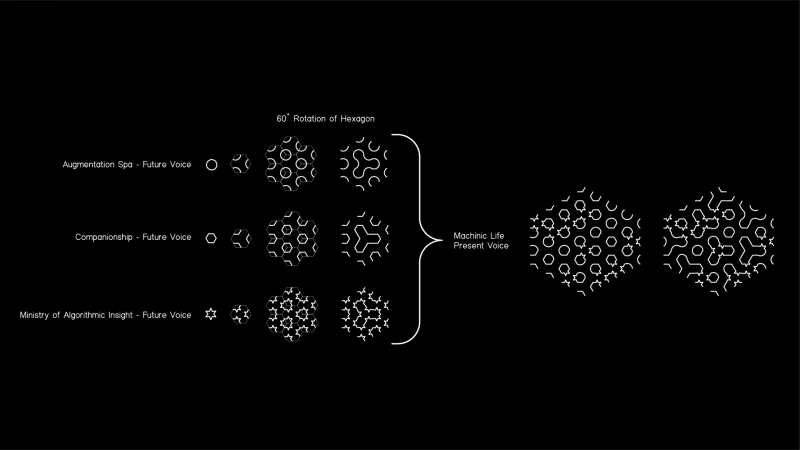 60° Rotation of Hexagon
Augmentation Spa - Future Voice
Companionship - Future Voice
Machinic Life
Present Voice
Ministry of Algorithmic Insight - Future Voice